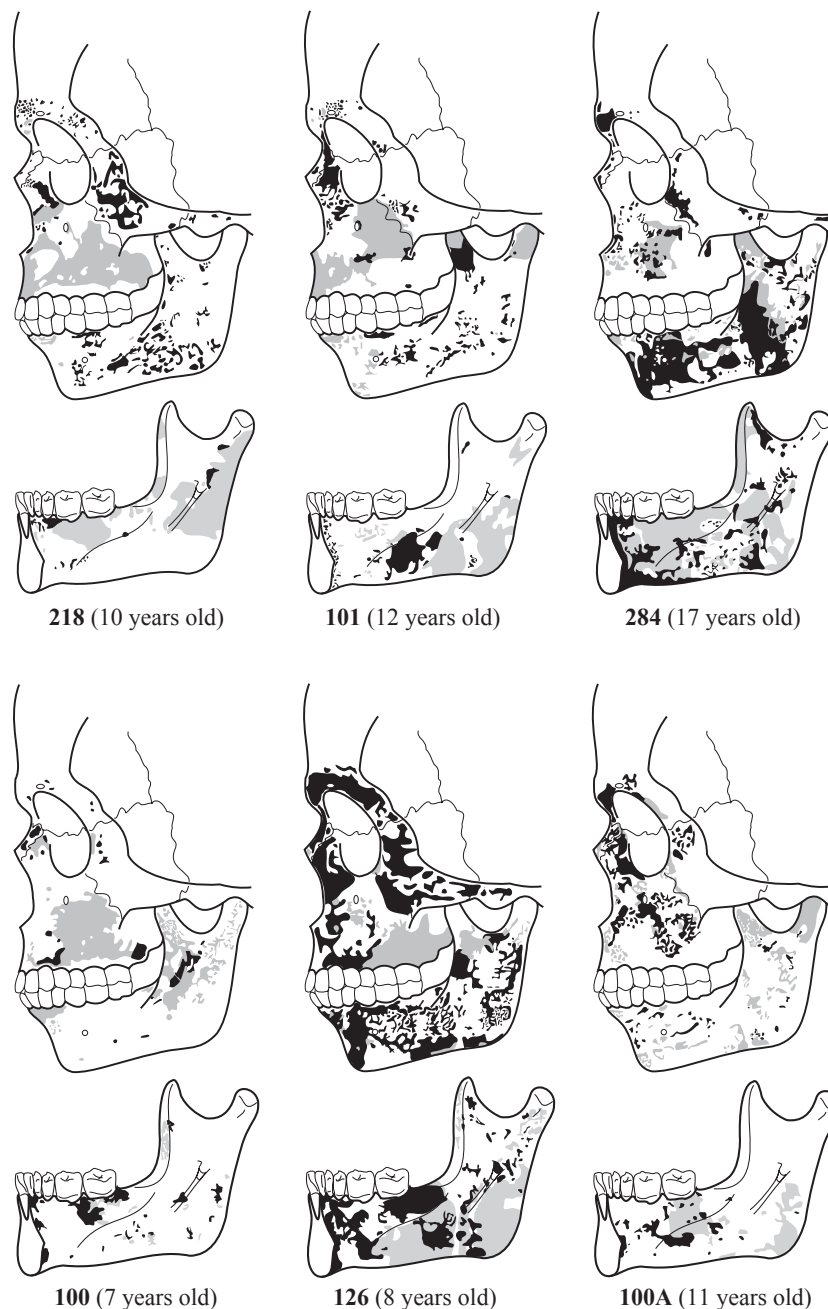 218 (10 years old)
101 (12 years old)
284 (17 years old)
100 (7 years old)
126 (8 years old)
100A (11 years old)